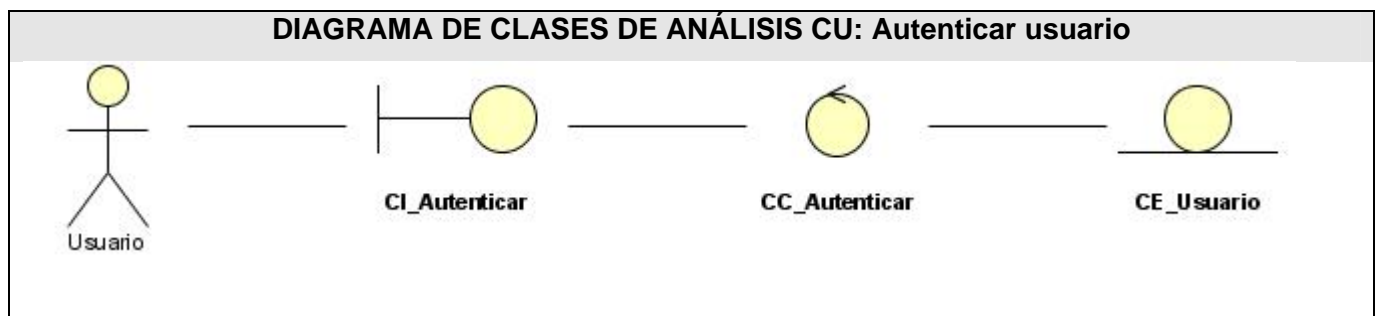 DIAGRAMA DE CLASES DE ANÁLISIS CU: Autenticar usuario
CI_Autenticar CC_Autenticar CE_Usuario
Usuario